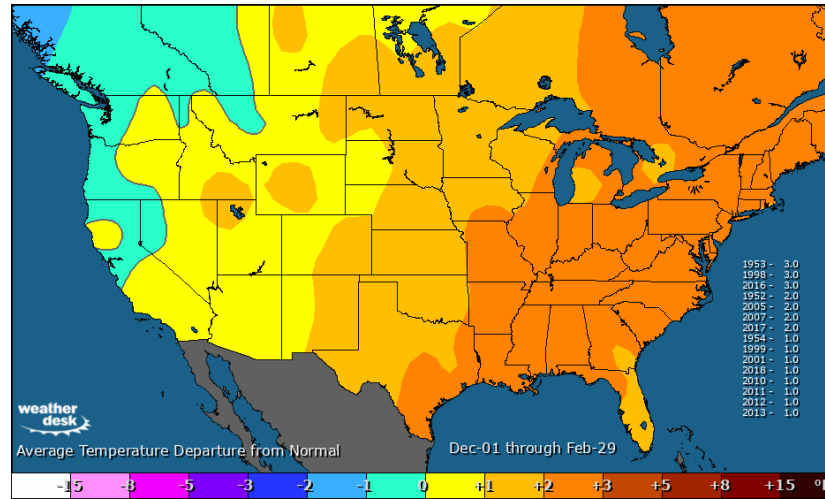 1953 - 3.0
1998 - 3.0
2016 - 3.0
1952 - 2.0
2005 - 2.0
2007 - 2.0
2017 - 2.0
1954 - 1.0
1999 - 1.0
2001 - 1.0
2018 - 1.0
2010 - 1.0
2011 - 1.0
2012 - 1.0
2013 - 1.0
weather
desk
Average Temperature Departure from Normal
Dec-01 through Feb-29
-15 -8 -5 -3 -2 -1 0 +1 +2 +3 +5 +8 +15